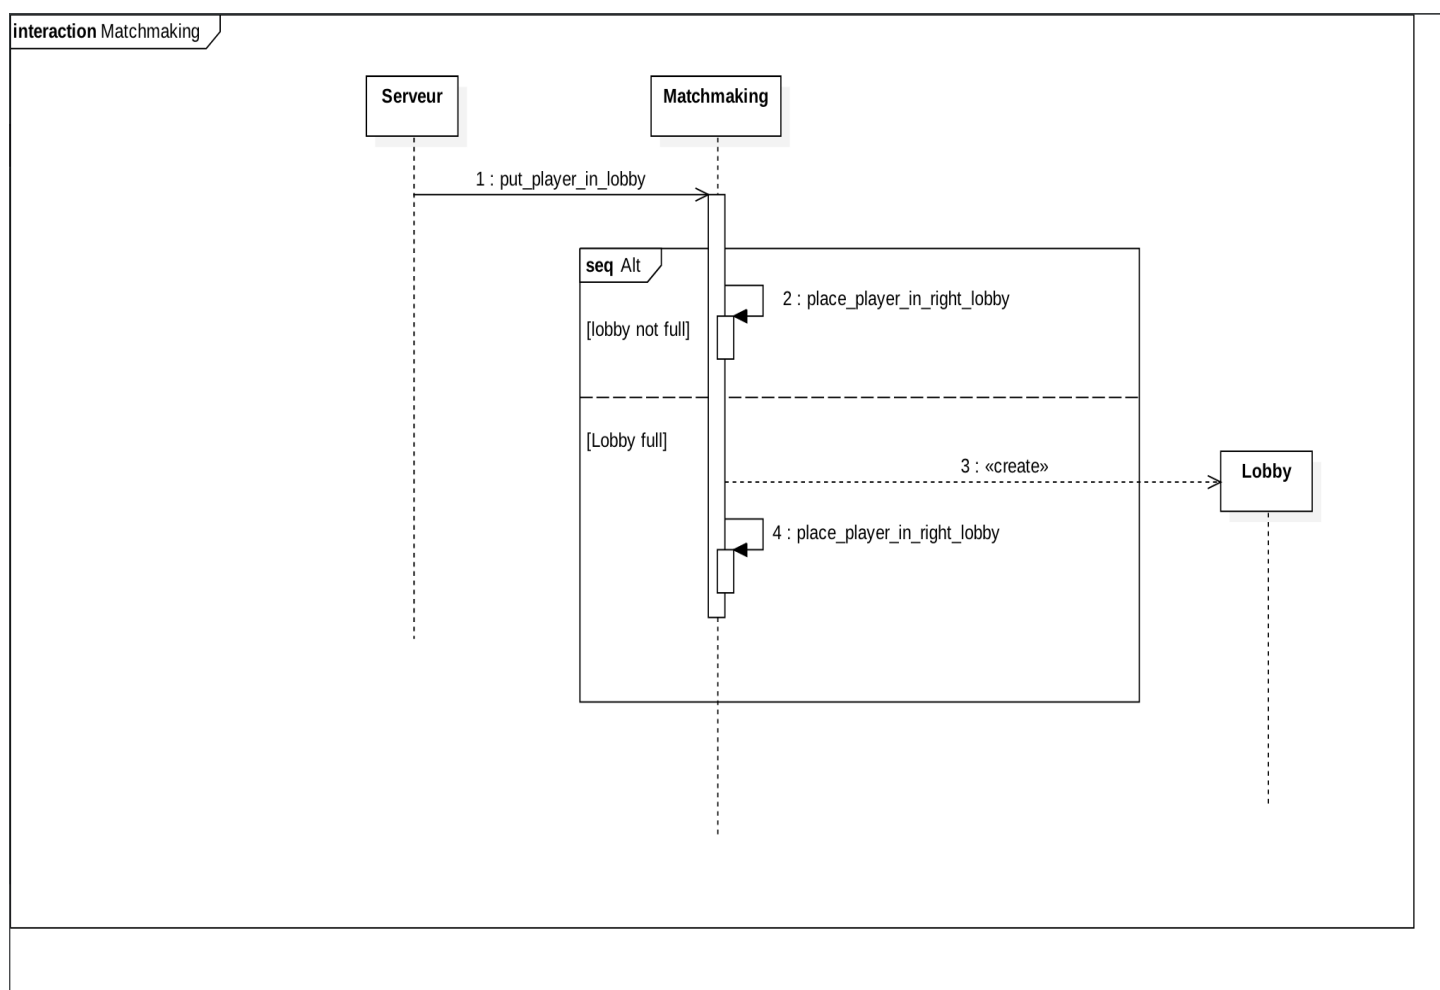 interaction Matchmaking
Serveur
Matchmaking
1 : put_player_in_lobby
seq Alt
2 : place_player_in_right_lobby
[lobby not full]
[Lobby full]
3 : «create»
Lobby
4 : place_player_in_right_lobby